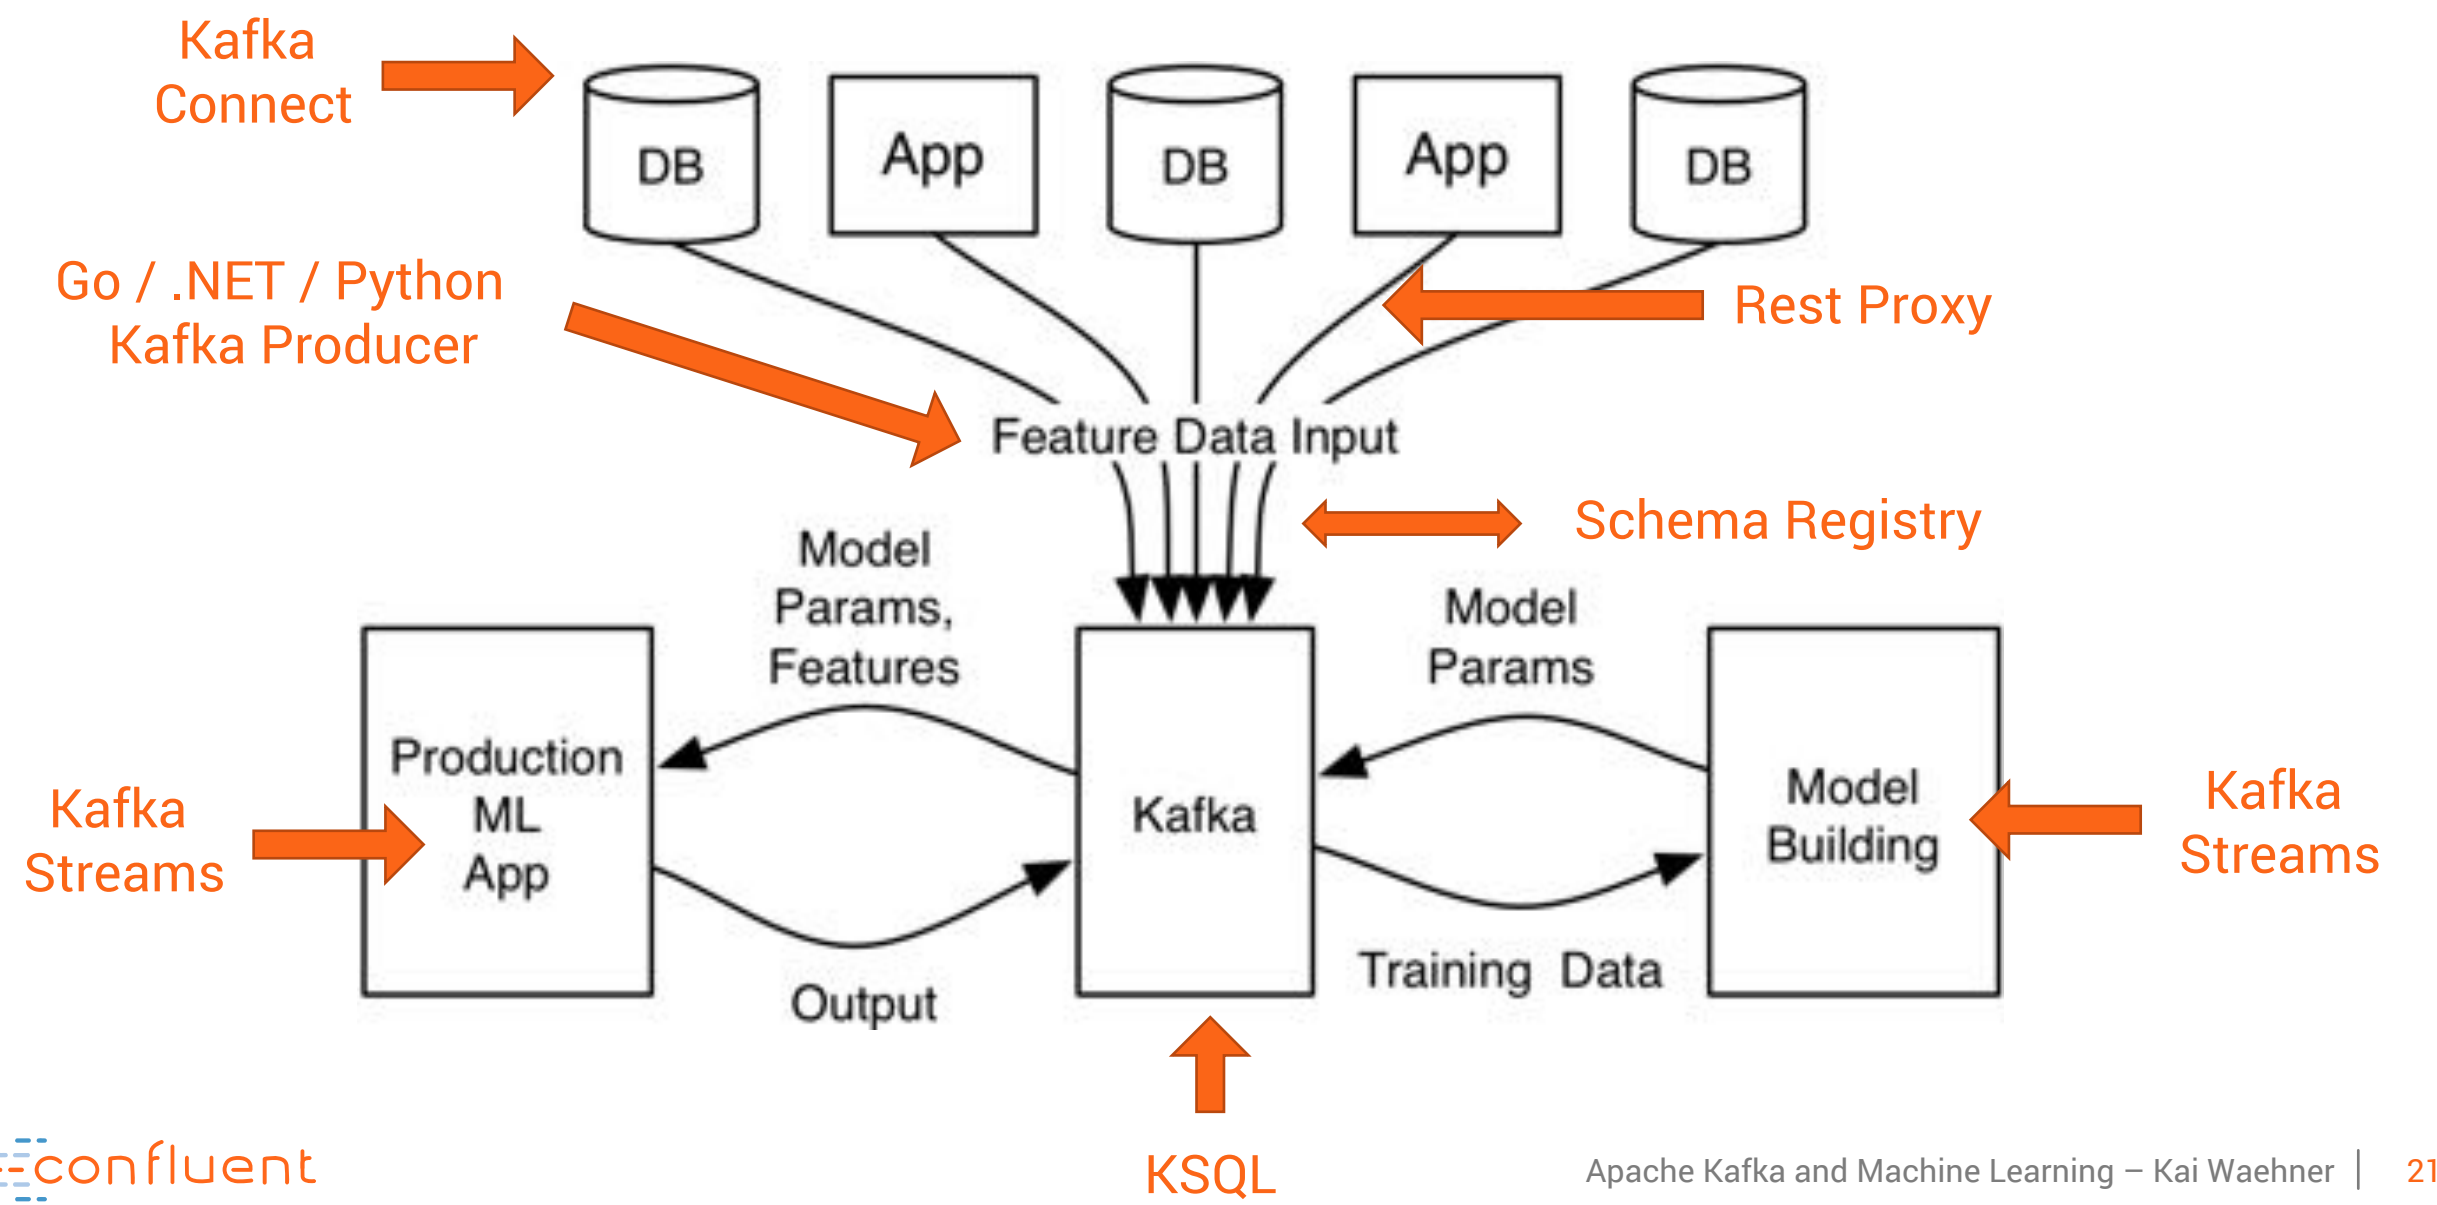 Kafka
Connect
DB
App
DB
App
DB
Go / .NET / Python
Kafka Producer
Rest Proxy
Feature Data Input
Schema Registry
Model
Params,
Features
Model
Params
Production
ML
App
Kafka
Model
Building
Kafka
Streams
Kafka
Streams
Output
Training Data
KSQL
confluent
Apache Kafka and Machine Learning – Kai Waehner | 21